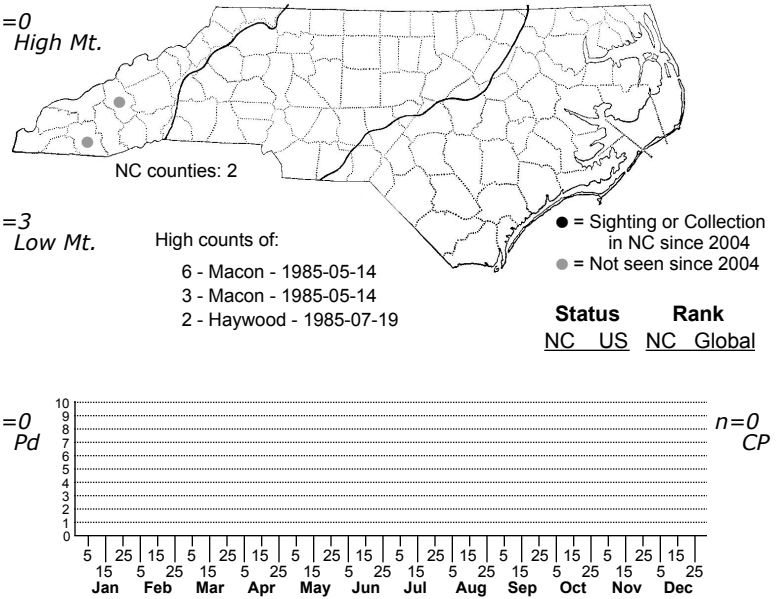 =0
High Mt.
NC counties: 2
=3
Low Mt.
High counts of:
6 - Macon - 1985-05-14
3 - Macon - 1985-05-14
2 - Haywood - 1985-07-19
● = Sighting or Collection
in NC since 2004
● = Not seen since 2004
Status Rank
NC US NC Global
=0
Pd
n=0
CP
10
9
8
7
6
5
4
3
2
1
0
5 25 15 5 25 15 5 25 15 5 25 15 5 25 15 5 25 15
15 5 25 15 5 25 15 5 25 15 5 25 15 5 25 15 5 25
Jan Feb Mar Apr May Jun Jul Aug Sep Oct Nov Dec